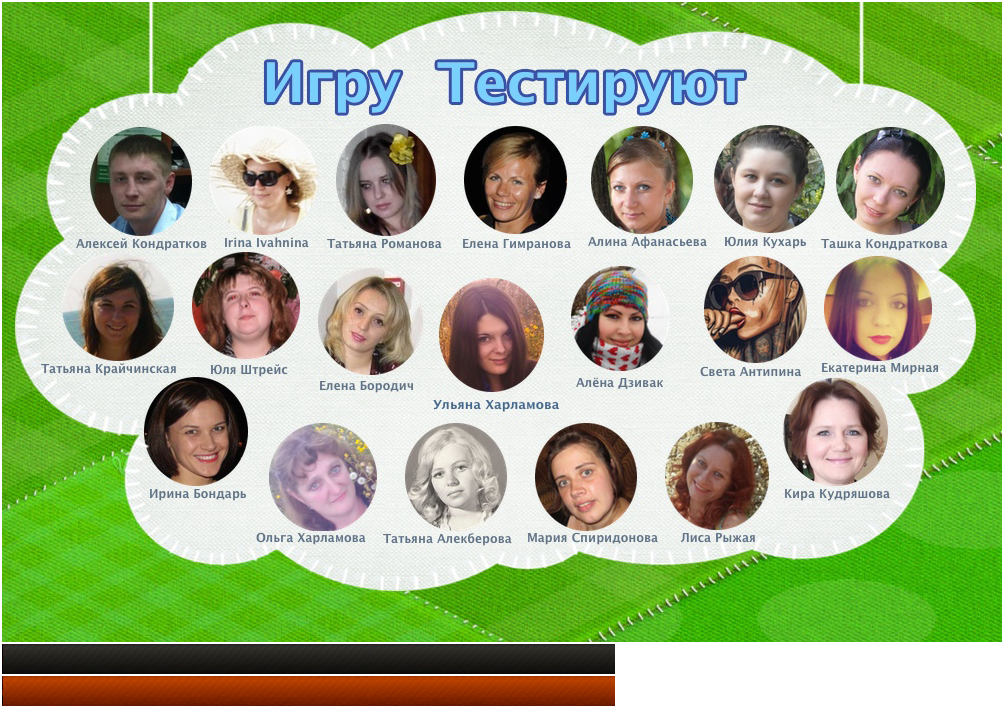 Игру Тестируют
Алексей Кондратков
Irina Ivahnina
Татьяна Романова
Елена Гимранова
Алина Афанасьева
Юлия Кухарь
Ташка Кондраткова
Татьяна Крайчинская
Юля Штрейс
Елена Бородич
Ульяна Харламова
Алёна Дзивак
Света Антипина
Екатерина Мирная
Ирина Бондарь
Ольга Харламова
Татьяна Алекберова
Мария Спиридонова
Лиса Рыжая
Кира Кудряшова